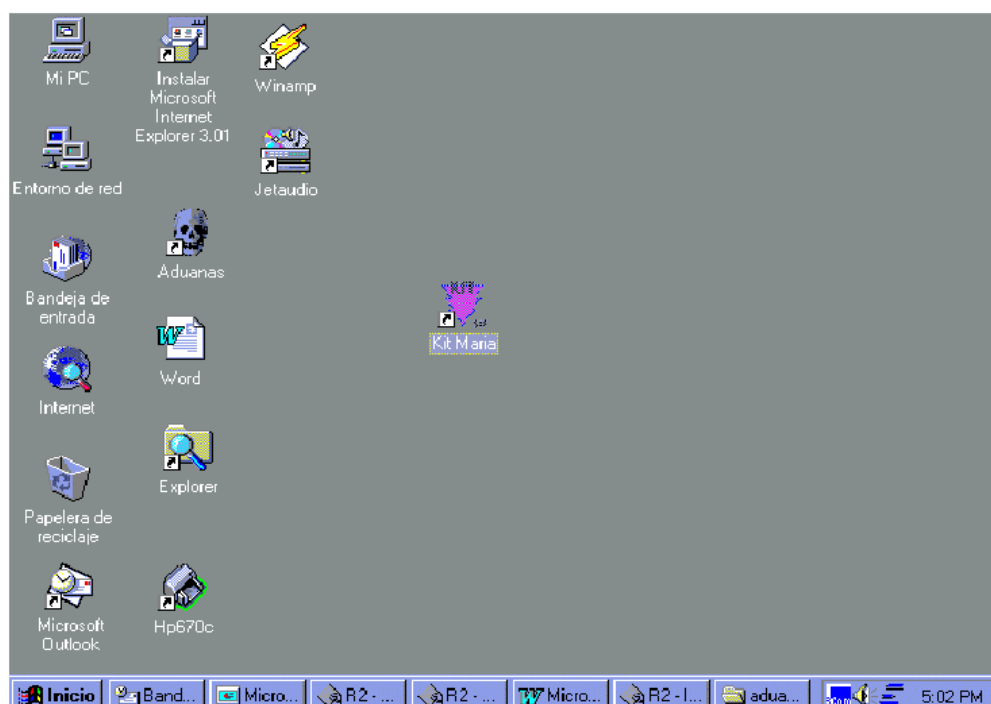 Mi PC
Entorno de red
Bandeja de
entrada
Internet
Papelera de
reciclaje
Microsoft
Outlook
Instalar
Microsoft
Internet
Explorer 3.01
Aduanas
Word
Explorer
Hp670c
Winamp
Jetaudio
Kit Maria
Inicio
Band...
Micro...
R2 - ...
R2 - ...
Micro...
R2 - I...
adua...
5:02 PM